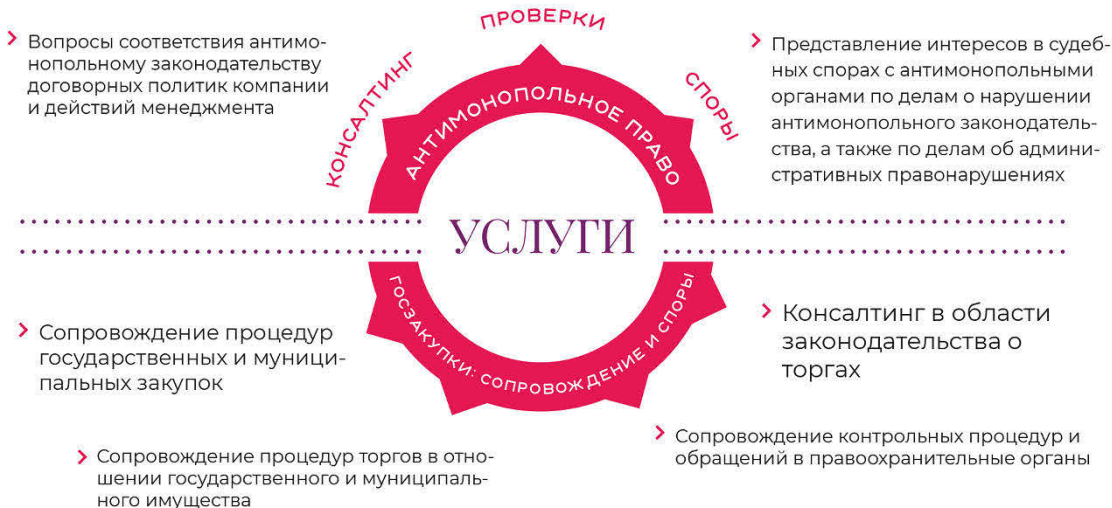 ПРОВЕРКИ
КОНСАЛТИНГ
СПОРЫ
АНТИМОНОПОЛЬНОЕ ПРАВО
Вопросы соответствия антимо-
нопольному законодательству
договорных политик компании
и действий менеджмента
Представление интересов в судеб-
ных спорах с антимонопольными
органами по делам о нарушении
антимонопольного законодатель-
ства, а также по делам об админи-
стративных правонарушениях
УСЛУГИ
ГОСЗАКУПКИ: СОПРОВОЖДЕНИЕ И СПОРЫ
Сопровождение процедур
государственных и муници-
пальных закупок
Консалтинг в области
законодательства о
торгах
Сопровождение процедур торгов в отно-
шении государственного и муниципаль-
ного имущества
Сопровождение контрольных процедур и
обращений в правоохранительные органы